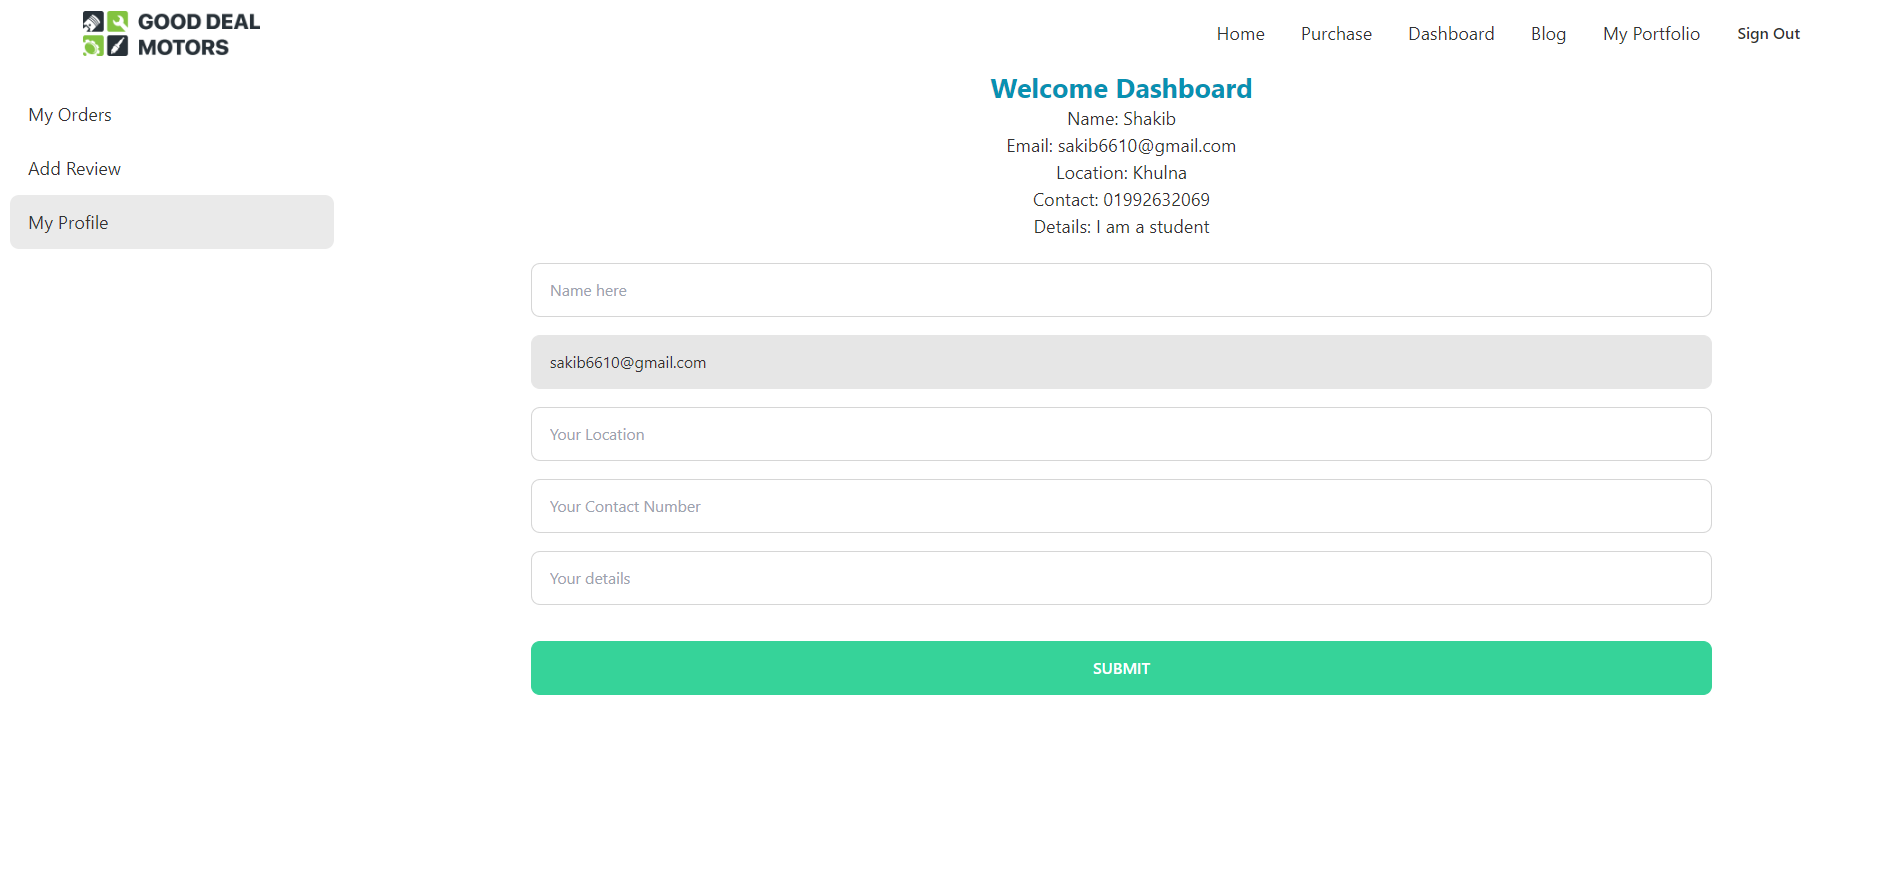 GOOD DEAL
MOTORS
Home Purchase Dashboard Blog My Portfolio Sign Out
My Orders
Add Review
My Profile
Welcome Dashboard
Name: Shakib
Email: sakib6610@gmail.com
Location: Khulna
Contact: 01992632069
Details: I am a student
Name here
sakib6610@gmail.com
Your Location
Your Contact Number
Your details
SUBMIT